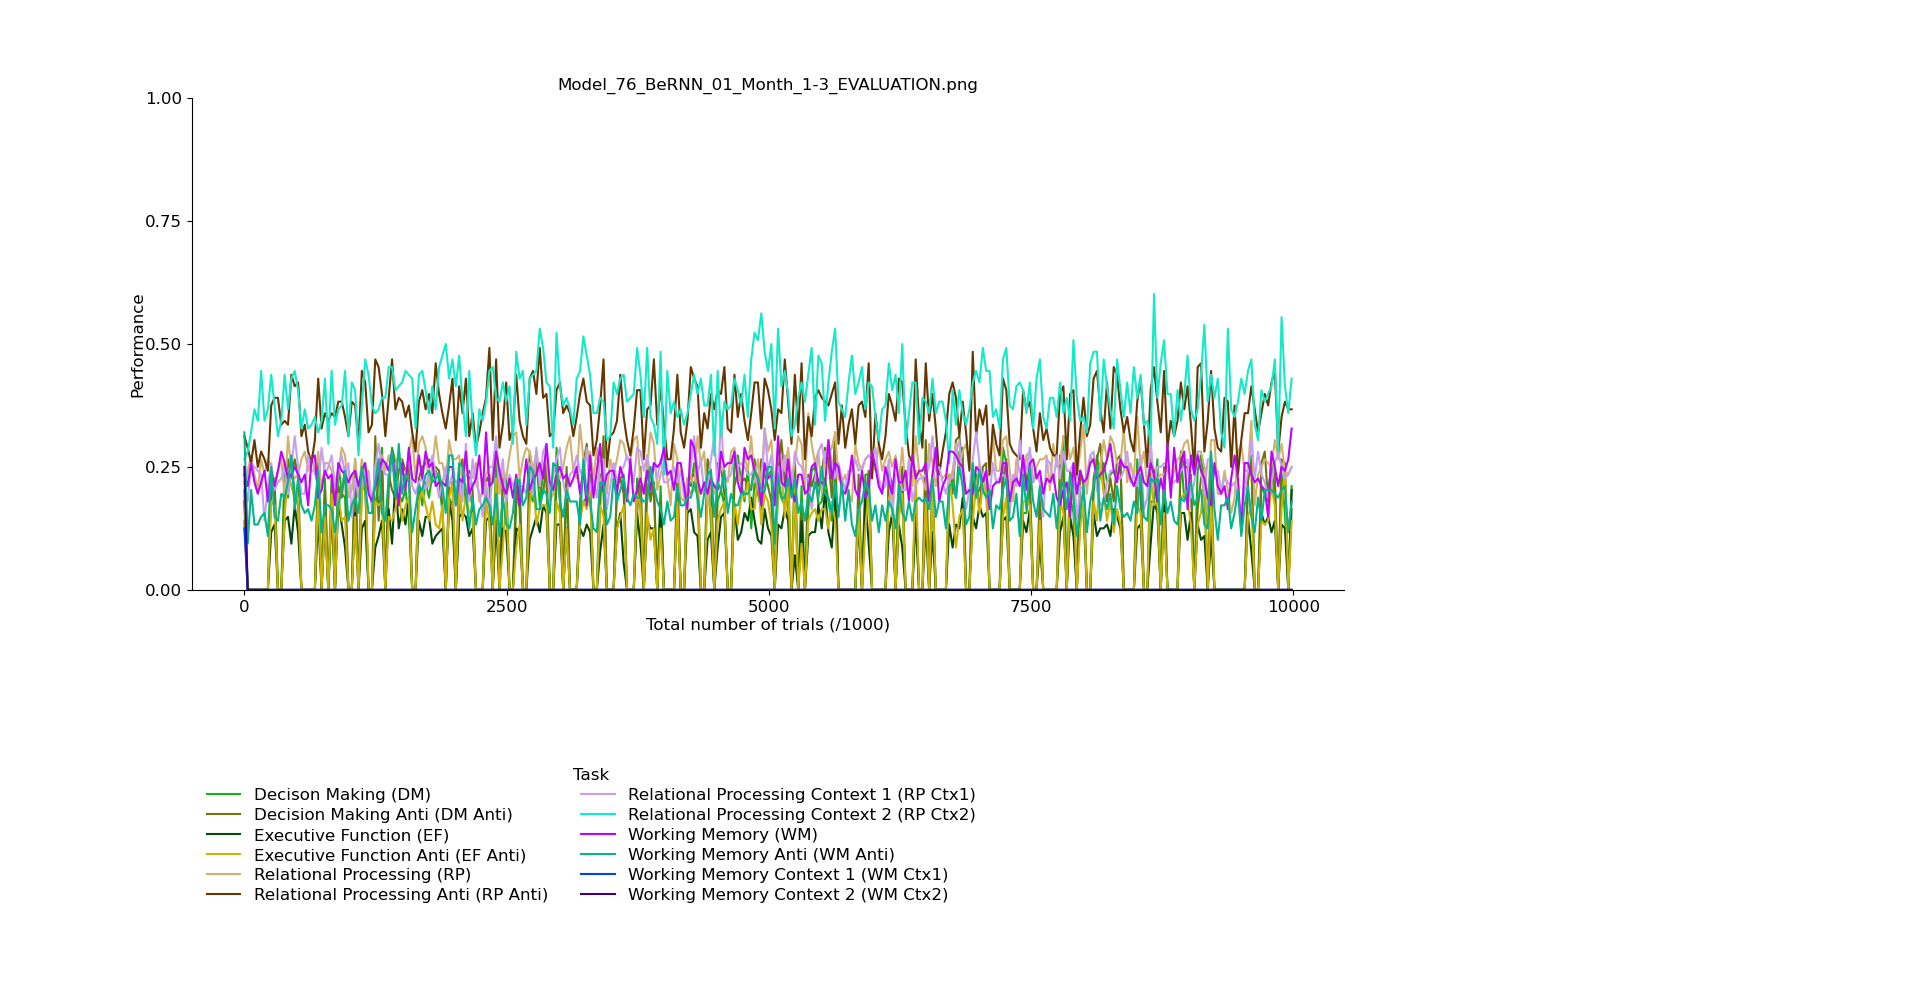 Model_76_BeRNN_01_Month_1-3_EVALUATION.png
1.00
0.75
0.50
0.25
0.00
Performance
0 2500 5000 7500 10000
Total number of trials (/1000)
Task
Decison Making (DM)
Decision Making Anti (DM Anti)
Executive Function (EF)
Executive Function Anti (EF Anti)
Relational Processing (RP)
Relational Processing Anti (RP Anti)
Relational Processing Context 1 (RP Ctx1)
Relational Processing Context 2 (RP Ctx2)
Working Memory (WM)
Working Memory Anti (WM Anti)
Working Memory Context 1 (WM Ctx1)
Working Memory Context 2 (WM Ctx2)